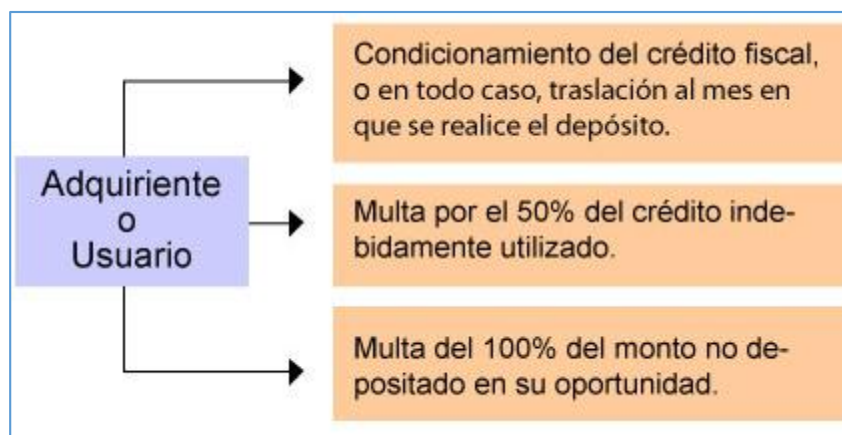 Condicionamiento del crédito fiscal,
o en todo caso, traslación al mes en
que se realice el depósito.
Adquiriente
o
Usuario
Multa por el 50% del crédito inde-
bidamente utilizado.
Multa del 100% del monto no de-
positado en su oportunidad.